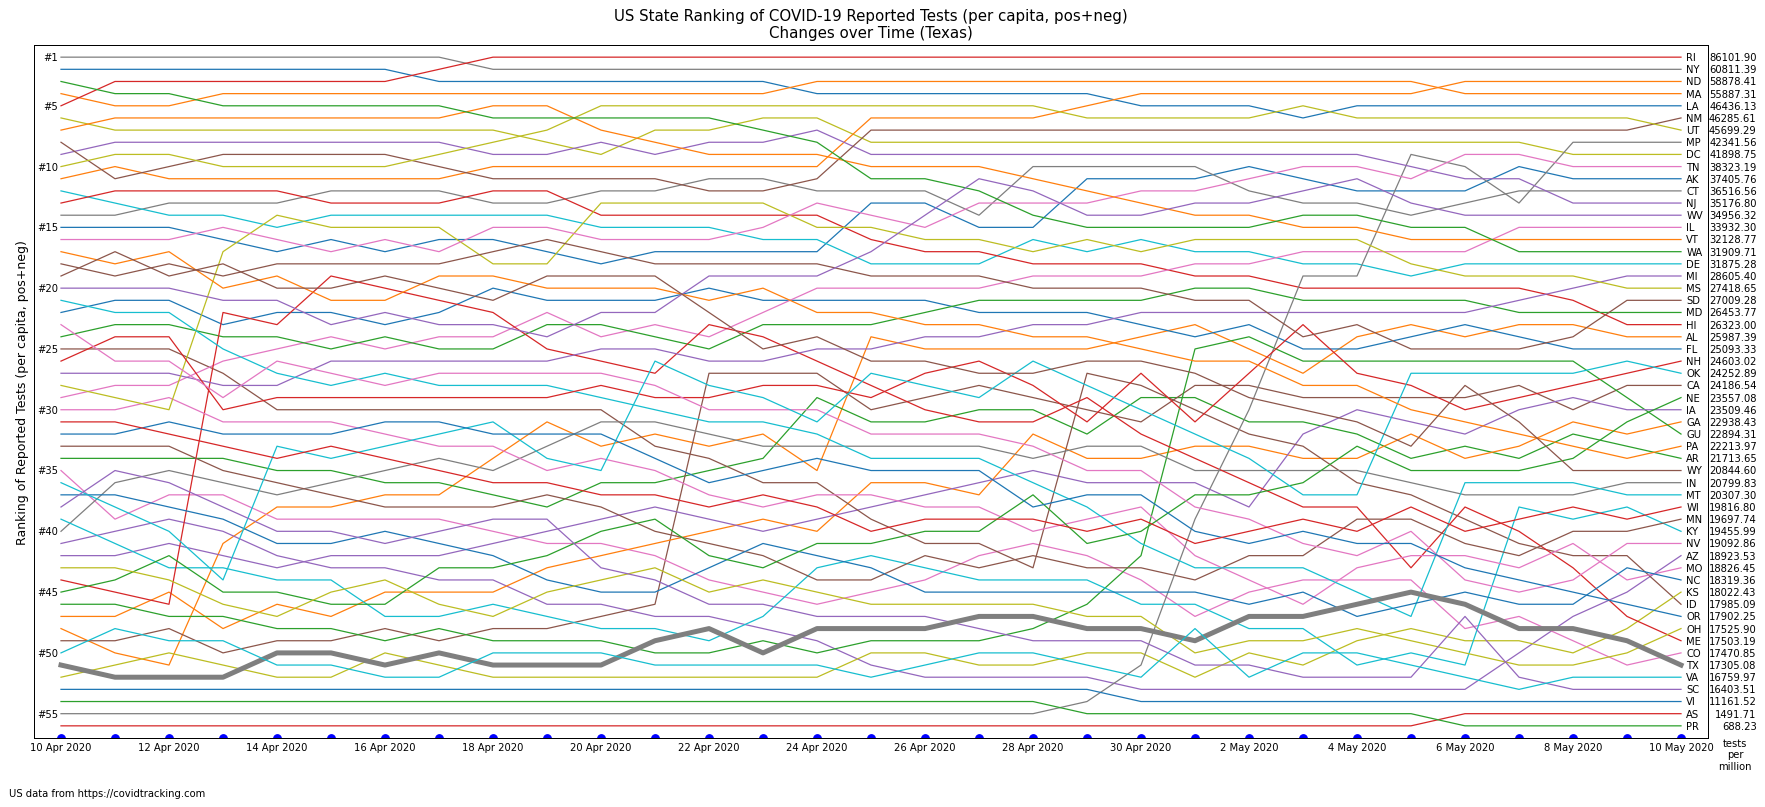 US State Ranking of COVID-19 Reported Tests (per capita, pos+neg)
Changes over Time (Texas)
Ranking of Reported Tests (per capita, pos+neg)
#1
#5
#10
#15
#20
#25
#30
#35
#40
#45
#50
#55
RI 86101.90
NY 60811.39
ND 58878.41
MA 55887.31
LA 46436.13
NM 46285.61
UT 45699.29
MP 42341.56
DC 41898.75
TN 38323.19
AK 37405.76
CT 36516.56
NJ 35176.80
WV 34956.32
IL 33932.30
VT 32128.77
WA 31909.71
DE 31875.28
MI 28605.40
MS 27418.65
SD 27009.28
MD 26453.77
HI 26323.00
AL 25987.39
FL 25093.33
NH 24603.02
OK 24252.89
CA 24186.54
NE 23557.08
IA 23509.46
GA 22938.43
GU 22894.31
PA 22213.97
AR 21713.65
WY 20844.60
IN 20799.83
MT 20307.30
WI 19816.80
MN 19697.74
KY 19455.99
NV 19092.86
AZ 18923.53
MO 18826.45
NC 18319.36
KS 18022.43
ID 17985.09
OR 17902.25
OH 17525.90
ME 17503.19
CO 17470.85
TX 17305.08
VA 16759.97
SC 16403.51
VI 11161.52
AS 1491.71
PR 688.23
10 Apr 2020 12 Apr 2020 14 Apr 2020 16 Apr 2020 18 Apr 2020 20 Apr 2020 22 Apr 2020 24 Apr 2020 26 Apr 2020 28 Apr 2020 30 Apr 2020 2 May 2020 4 May 2020 6 May 2020 8 May 2020 10 May 2020
tests
per
million
US data from https://covidtracking.com